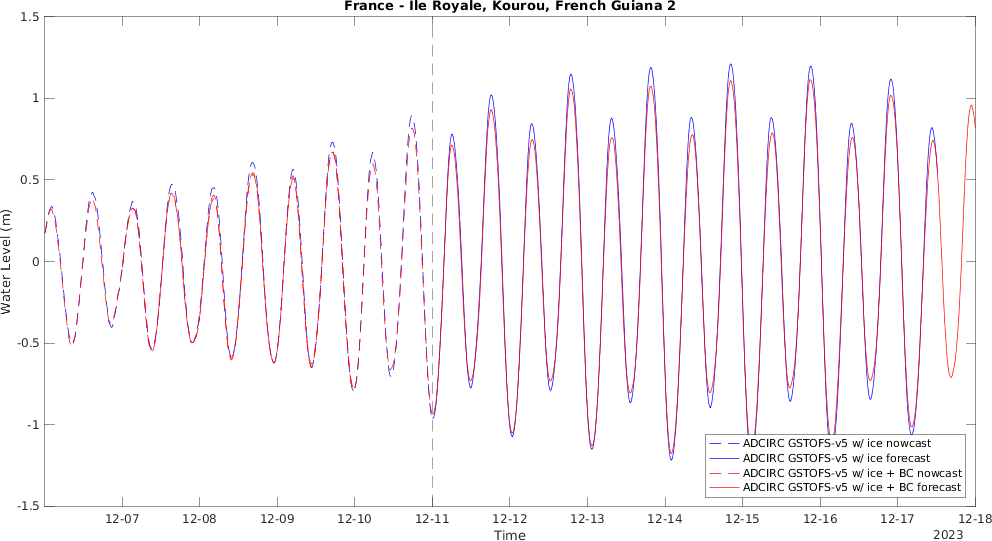 France - Ile Royale, Kourou, French Guiana 2
1.5
1
0.5
0
-0.5
-1
-1.5
Water Level (m)
ADCIRC GSTOFS-v5 w/ ice nowcast
ADCIRC GSTOFS-v5 w/ ice forecast
ADCIRC GSTOFS-v5 w/ ice + BC nowcast
ADCIRC GSTOFS-v5 w/ ice + BC forecast
12-07 12-08 12-09 12-10 12-11 12-12 12-13 12-14 12-15 12-16 12-17 12-18
Time
2023